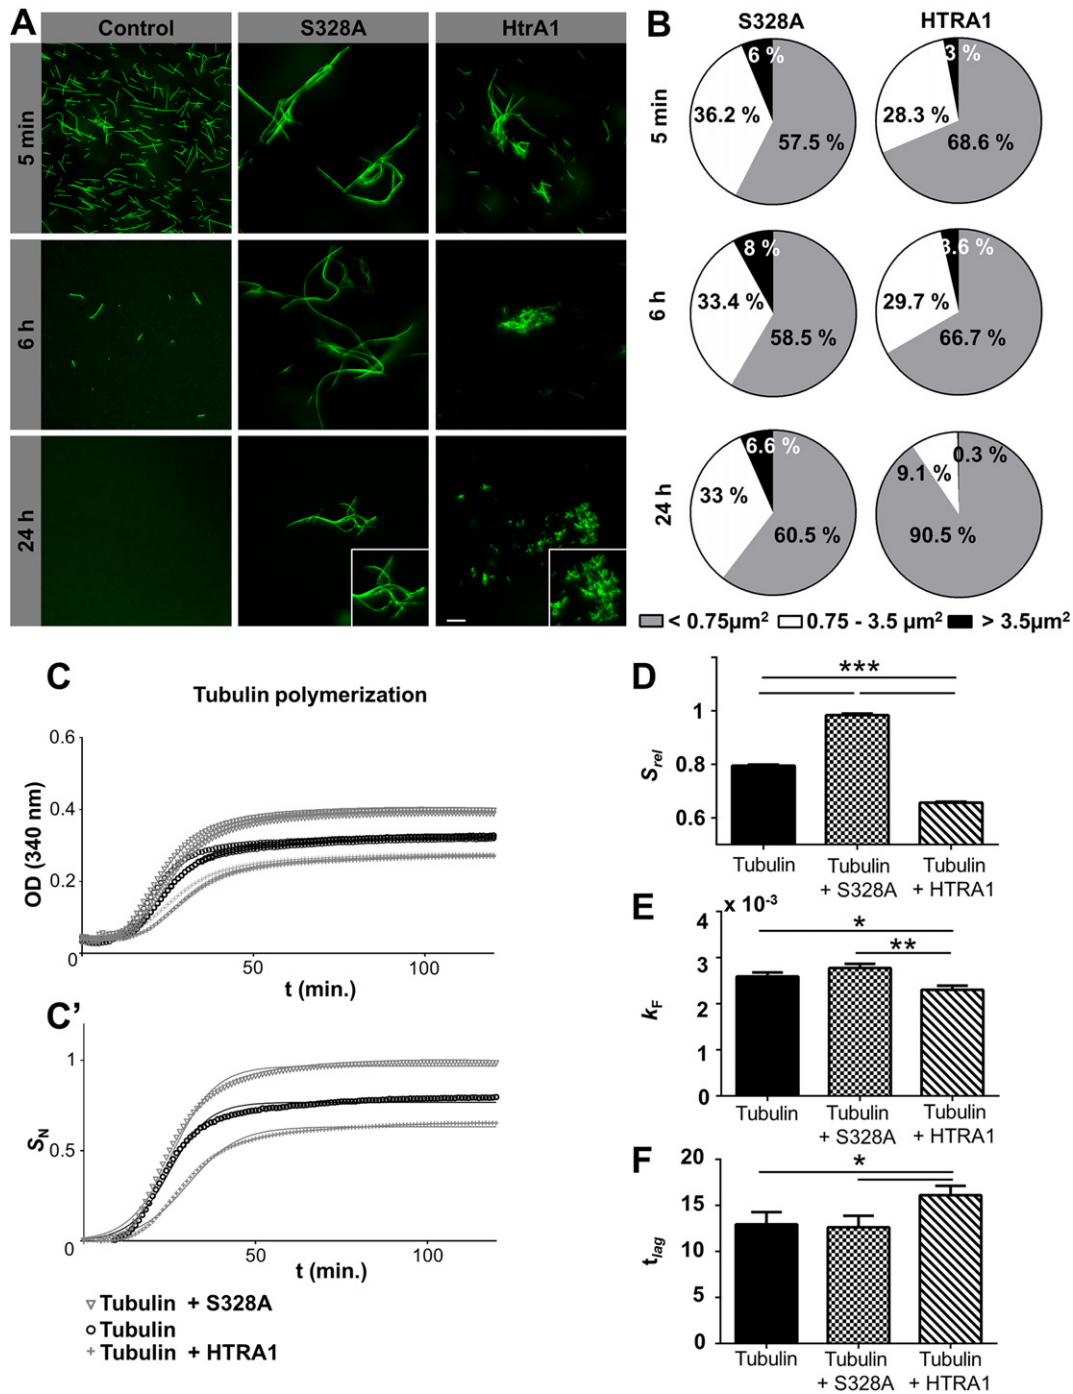 A
Control
S328A
HtrA1
5 min
6 h
24 h
B
S328A
HTRA1
5 min
6 %
36.2 %
57.5 %
3 %
28.3 %
68.6 %
6 h
8 %
33.4 %
58.5 %
3.6 %
29.7 %
66.7 %
24 h
6.6 %
33 %
60.5 %
0.3 %
9.1 %
90.5 %
< 0.75µm² 0.75 - 3.5 µm² > 3.5µm²
C
Tubulin polymerization
OD (340 nm)
0.6
0.4
0.2
0
50
100
t (min.)
C'
SN
1
0.5
0
50
100
t (min.)
Tubulin + S328A
Tubulin
Tubulin + HTRA1
D
***
Srel
1
0.8
0.6
Tubulin
Tubulin
+ S328A
Tubulin
+ HTRA1
E
x 10⁻³
*
**
kF
4
3
2
1
0
Tubulin
Tubulin
+ S328A
Tubulin
+ HTRA1
F
*
tlag
20
15
10
5
0
Tubulin
Tubulin
+ S328A
Tubulin
+ HTRA1